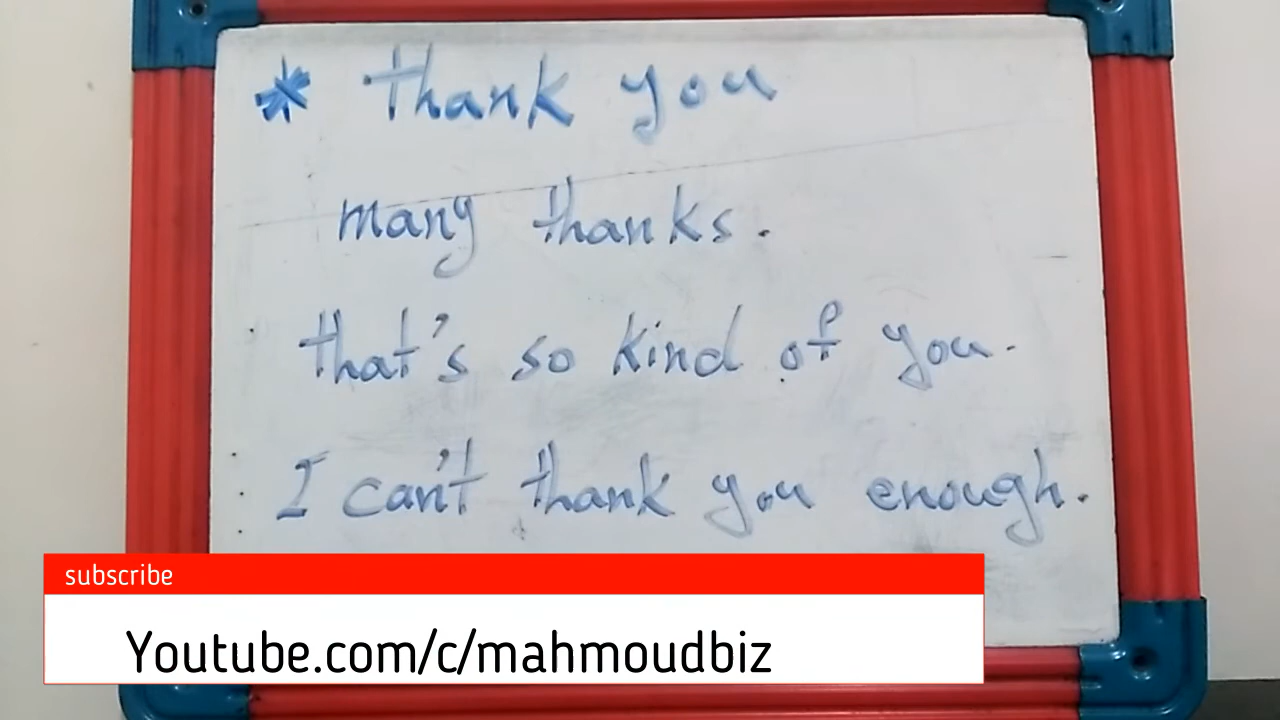 * thank you
many thanks.
that's so kind of you.
I can't thank you enough.
subscribe
Youtube.com/c/mahmoudbiz